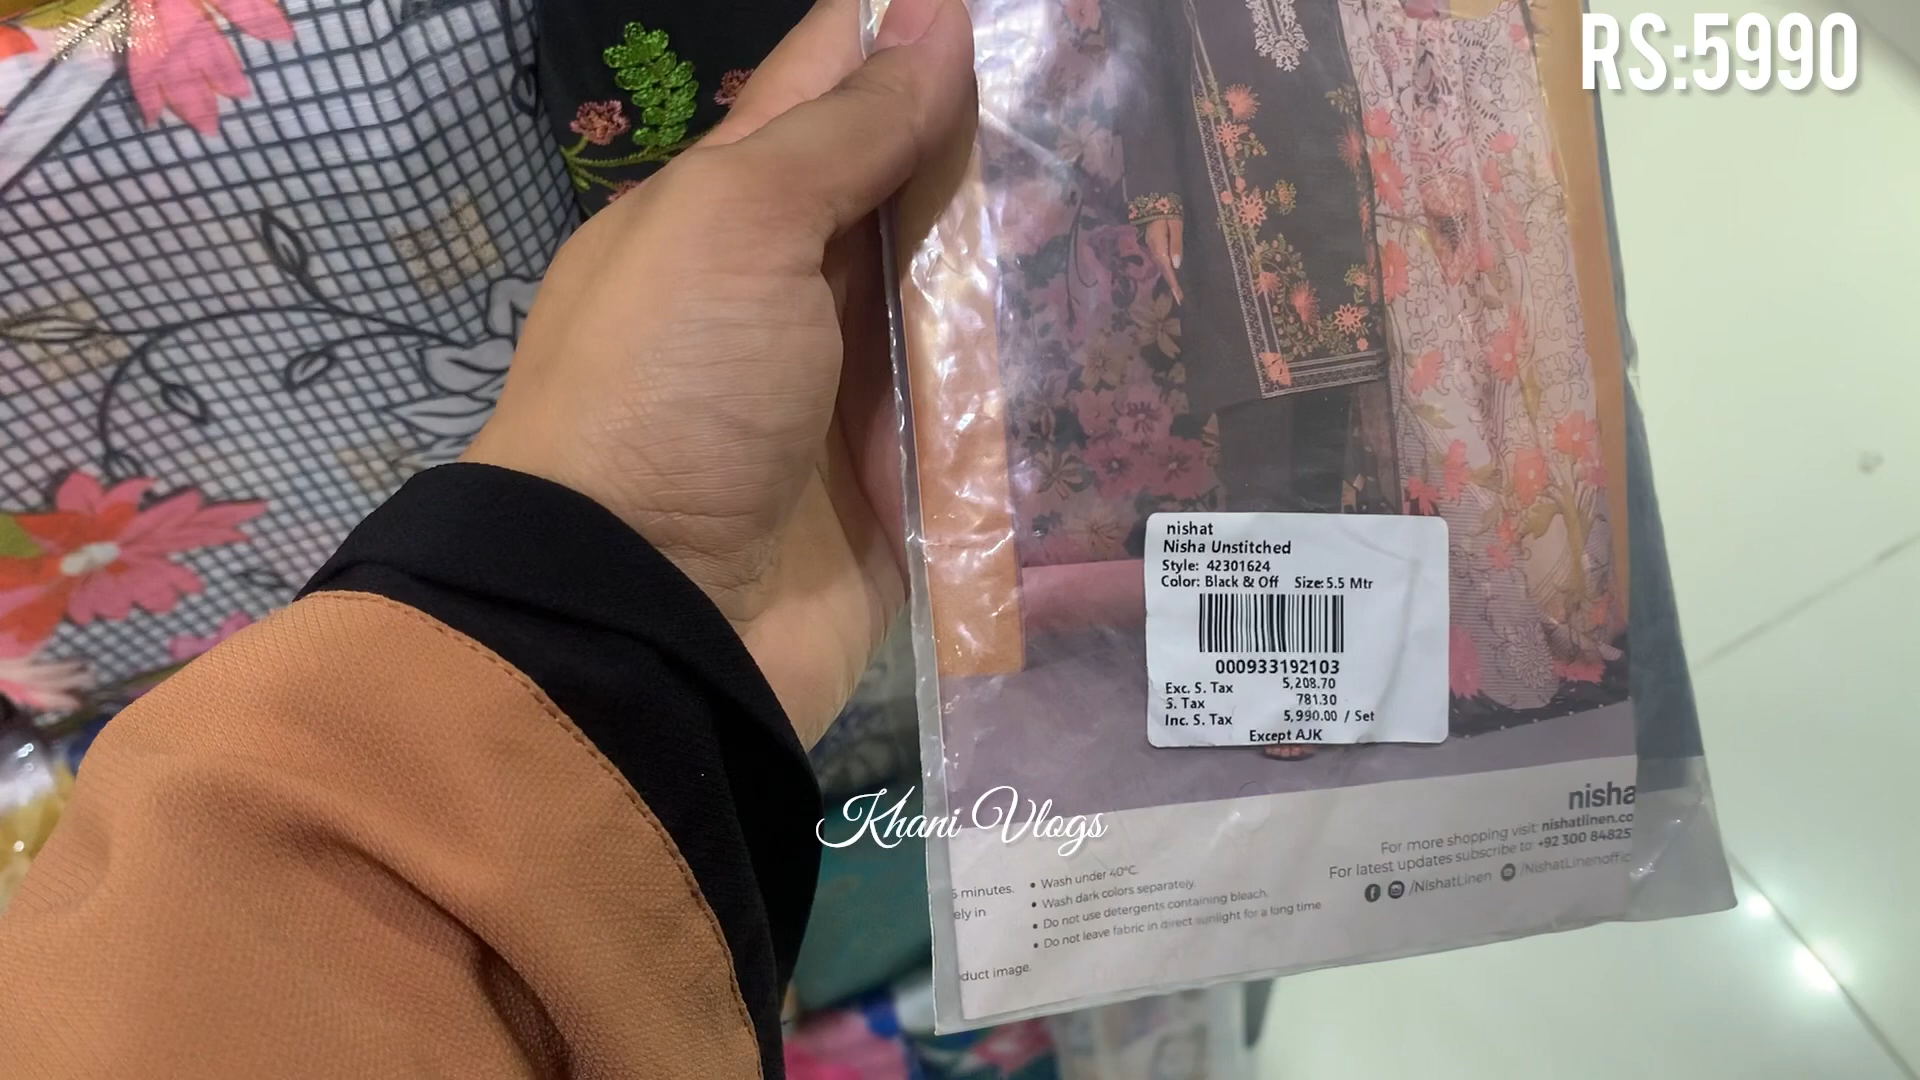 RS:5990
nishat
Nisha Unstitched
Style: 42301624
Color: Black & Off Size: 5.5 Mtr
000933192103
Exc. S. Tax 5,208.70
S. Tax 781.30
Inc. S. Tax 5,990.00 / Set
Except AJK
Khani Vlogs
nisha
For more shopping visit: nishatlinen.co
For latest updates subscribe to +92 300 84825
/NishatLinen /NishatLinenoffic
5 minutes.
ely in
• Wash under 40°C.
• Wash dark colors separately
• Do not use detergents containing bleach.
• Do not leave fabric in direct sunlight for a long time
duct image.